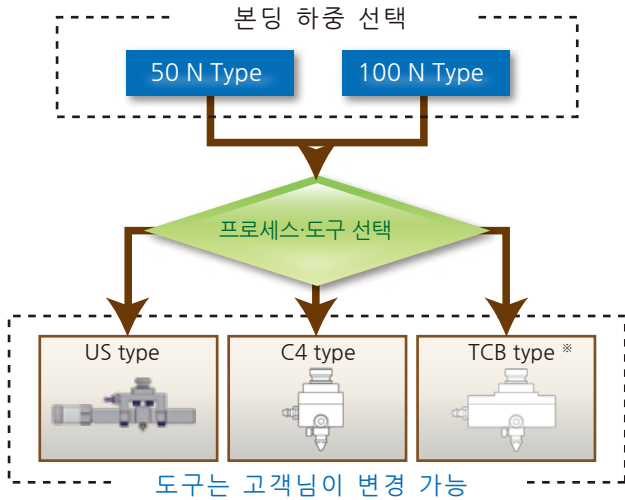 본딩 하중 선택
50 N Type
100 N Type
프로세스·도구 선택
US type
C4 type
TCB type ※
도구는 고객님이 변경 가능